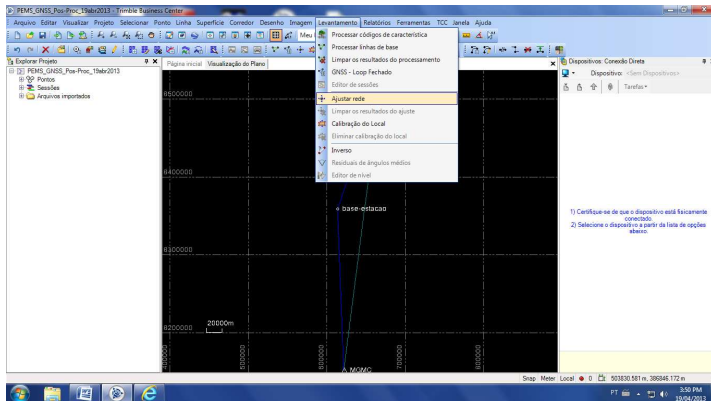 PEMS_GNSS_Pos-Proc_19abr2013 - Trimble Business Center
Arquivo Editar Visualizar Projeto Selecionar Ponto Linha Superfície Corredor Desenho Imagem Levantamento Relatórios Ferramentas TCC Janela Ajuda
Meu
Explorar Projeto
PEMS_GNSS_Pos-Proc_19abr2013
Pontos
Sessões
Arquivos importados
Página inicial Visualização do Plano
Processar códigos de característica
Processar linhas de base
Limpar os resultados do processamento
GNSS - Loop Fechado
Editor de sessões
Ajustar rede
Limpar os resultados do ajuste
Calibração do Local
Eliminar calibração do local
Inverso
Residuais de ângulos médios
Editor de nível
8500000
8400000
8300000
8200000
base-estacao
20000m
400000
500000
600000
700000
800000
MGMC
Dispositivos: Conexão Direta
Dispositivo: <Sem Dispositivos>
Tarefas
1) Certifique-se de que o dispositivo está fisicamente
conectado.
2) Selecione o dispositivo a partir da lista de opções
abaixo.
Snap Meter Local 0 503830.581 m, 386846.172 m
PT
3:50 PM
19/04/2013